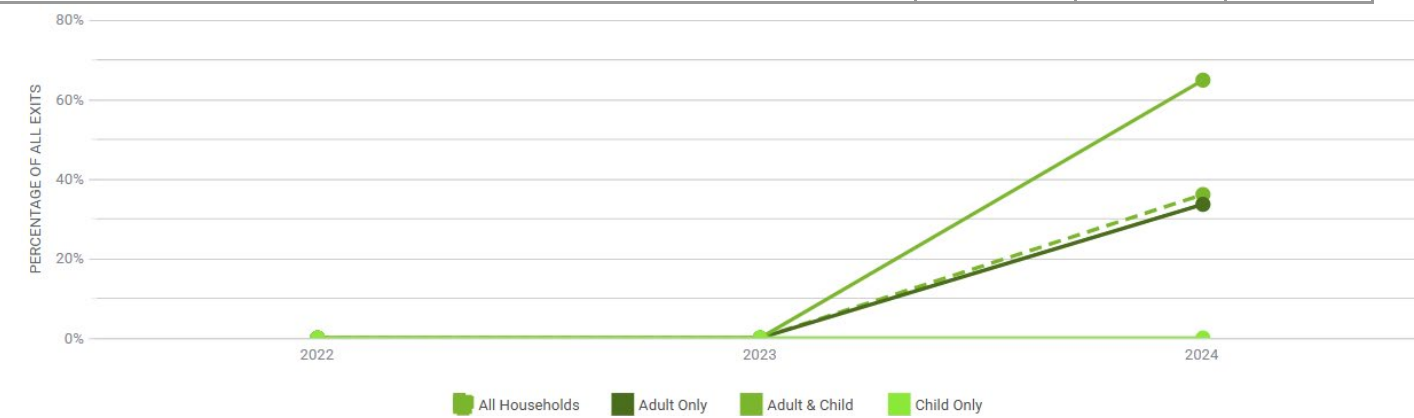 80%
PERCENTAGE OF ALL EXITS
60%
40%
20%
0%
2022 2023 2024
All Households Adult Only Adult & Child Child Only